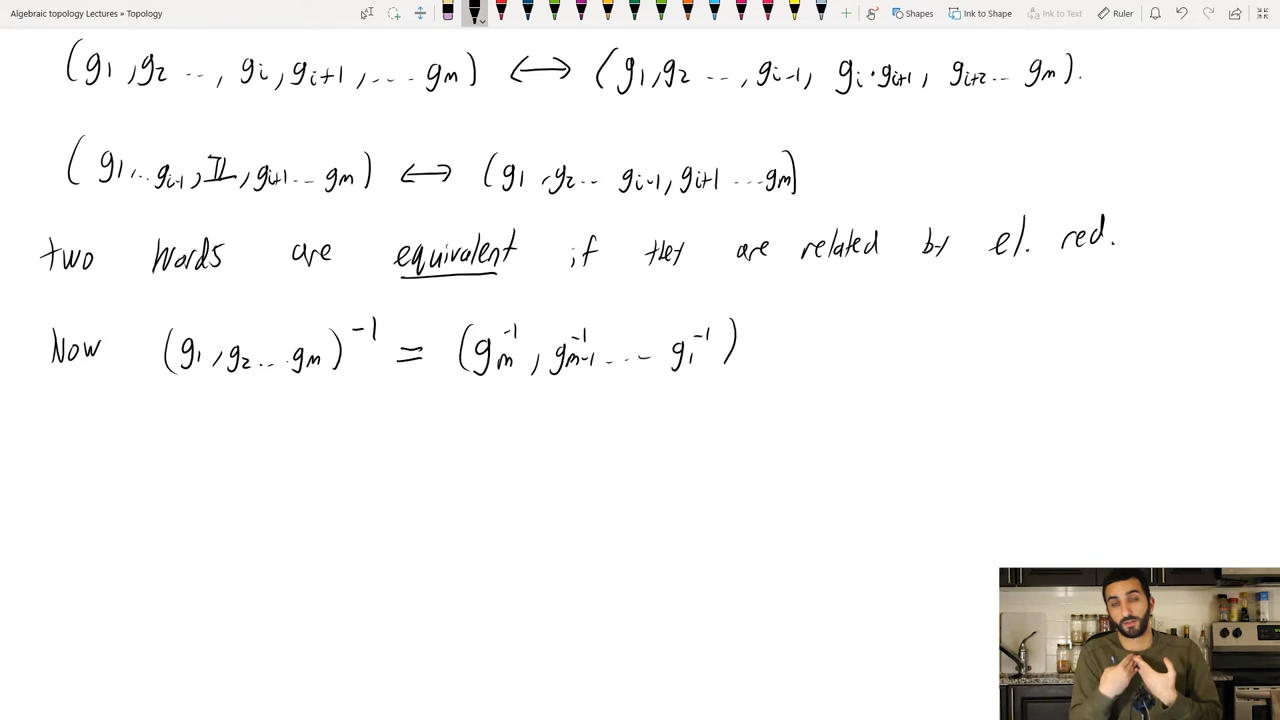 Algebraic topology Lectures » Topology
Shapes Ink to Shape Ink to Text Ruler
(g₁ , g₂ ..., gᵢ , gᵢ₊₁ , ... gₘ) ⟷ (g₁ , g₂ ..., gᵢ₋₁ , gᵢ · gᵢ₊₁ , gᵢ₊₂ ... gₘ).
(g₁ ... gᵢ₋₁ , 𝟙 , gᵢ₊₁ ... gₘ) ⟷ (g₁ , g₂ ... gᵢ₋₁ , gᵢ₊₁ ... gₘ)
two words are equivalent if they are related by el. red.
Now (g₁ , g₂ ... gₘ)⁻¹ = (gₘ⁻¹ , gₘ₋₁⁻¹ ... g₁⁻¹)